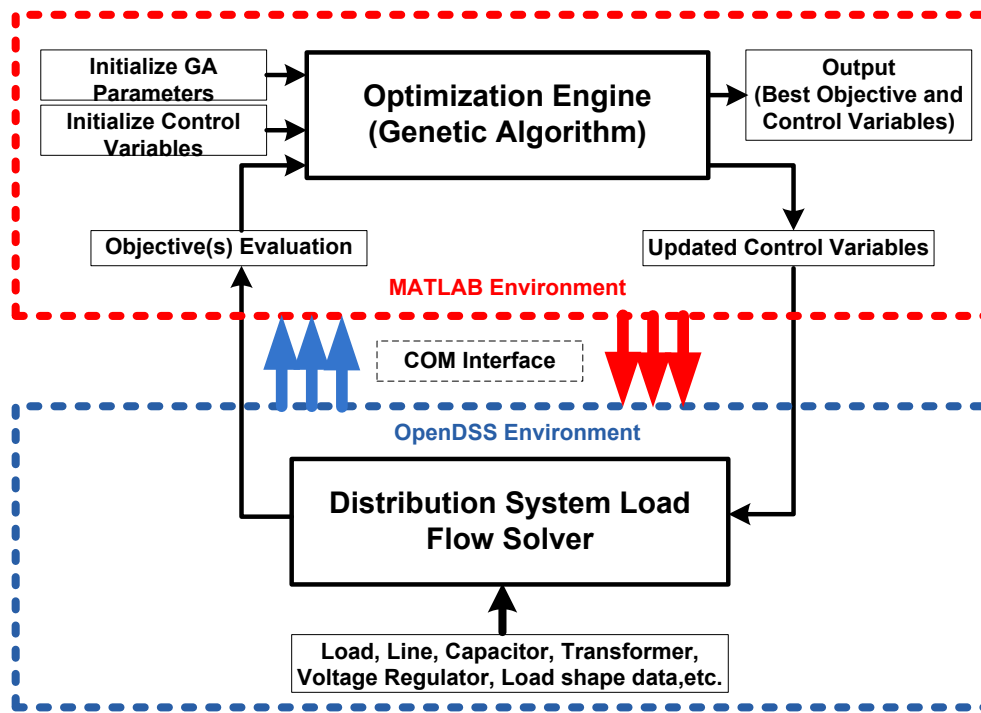 Initialize GA
Parameters
Initialize Control
Variables
Optimization Engine
(Genetic Algorithm)
Output
(Best Objective and
Control Variables)
Objective(s) Evaluation
Updated Control Variables
MATLAB Environment
COM Interface
OpenDSS Environment
Distribution System Load
Flow Solver
Load, Line, Capacitor, Transformer,
Voltage Regulator, Load shape data,etc.